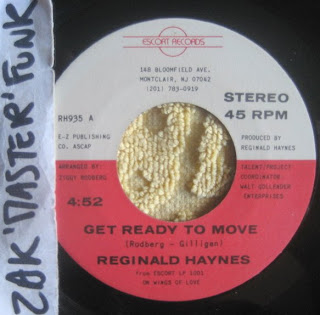 ZAK'MASTER'FUNK
ESCORT RECORDS
148 BLOOMFIELD AVE.
MONTCLAIR, NJ 07042
(201) 783-0919
STEREO
45 RPM
RH935 A
E-Z PUBLISHING
CO. ASCAP
PRODUCED BY
REGINALD HAYNES
ARRANGED BY:
ZIGGY RODBERG
TALENT/PROJECT
COORDINATOR
WALT GOLLENDER
ENTERPRISES
4:52
GET READY TO MOVE
(Rodberg - Gilligan)
REGINALD HAYNES
from ESCORT LP 1001
ON WINGS OF LOVE